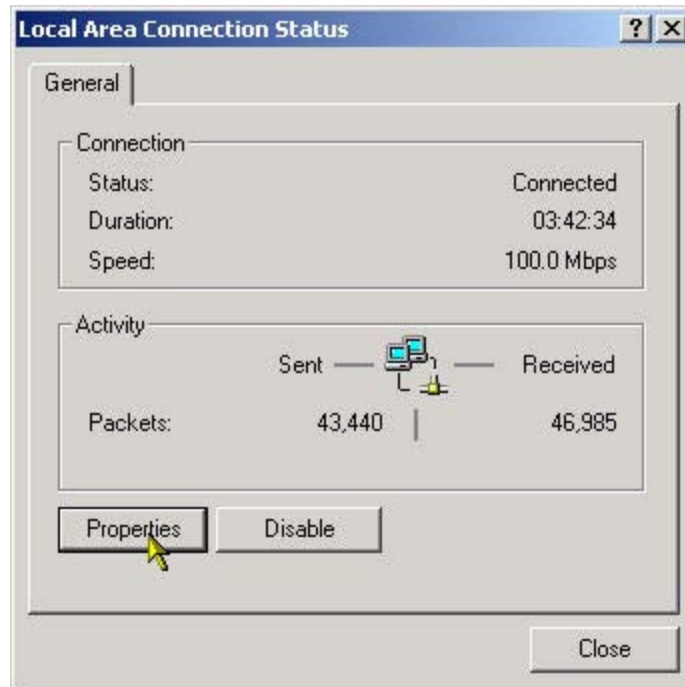 Local Area Connection Status
General
Connection
Status: Connected
Duration: 03:42:34
Speed: 100.0 Mbps
Activity
Sent Received
Packets: 43,440 46,985
Properties Disable
Close